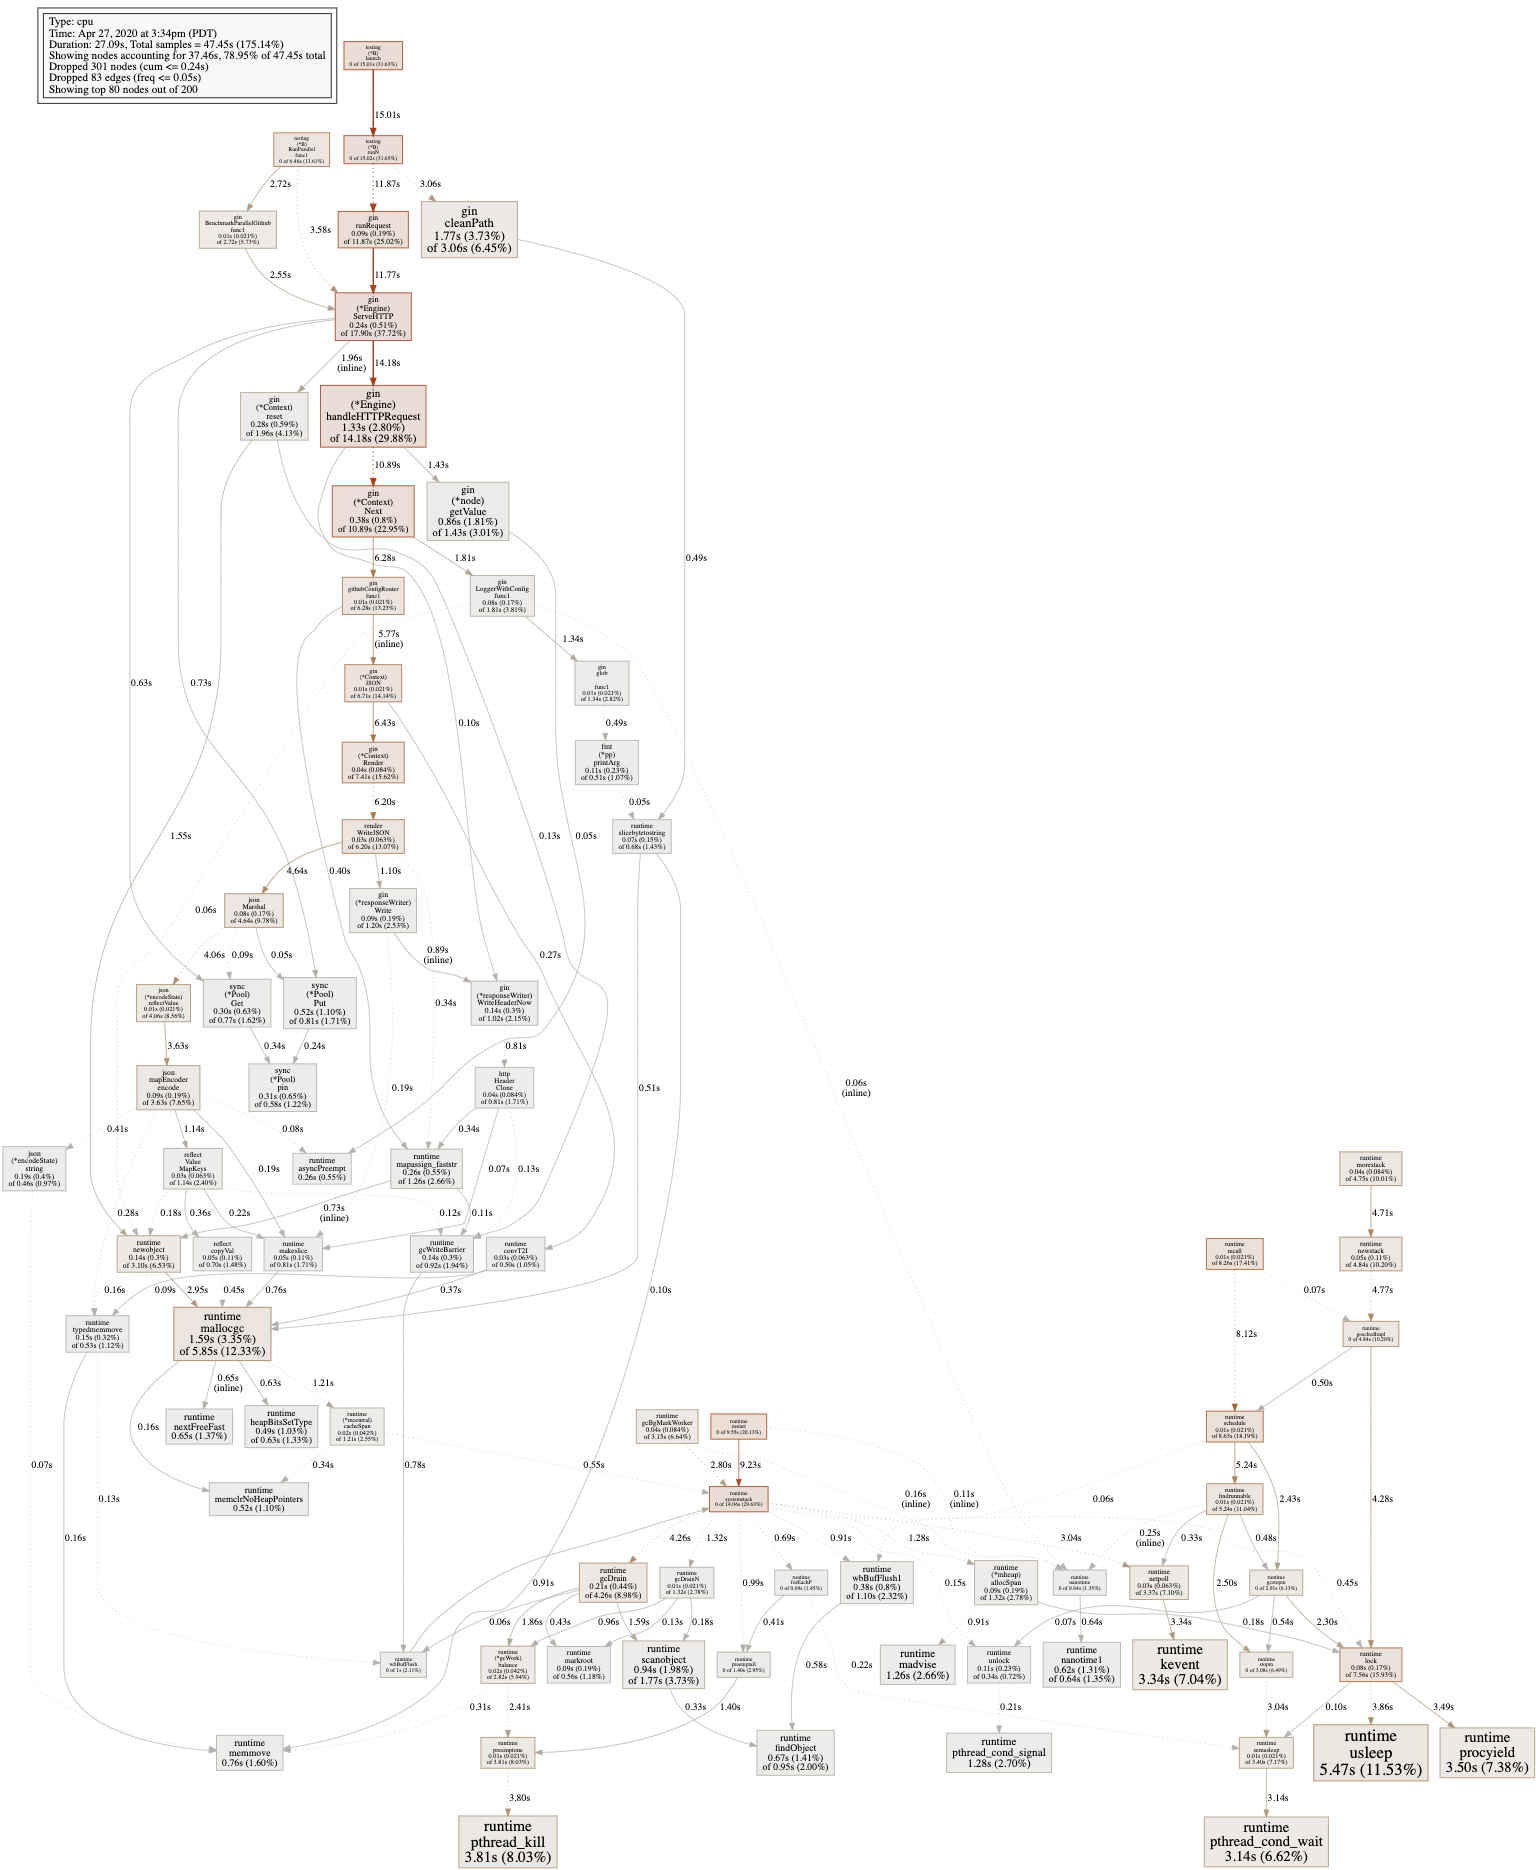 Type: cpu
Time: Apr 27, 2020 at 3:34pm (PDT)
Duration: 27.09s, Total samples = 47.45s (175.14%)
Showing nodes accounting for 37.46s, 78.95% of 47.45s total
Dropped 301 nodes (cum <= 0.24s)
Dropped 83 edges (freq <= 0.05s)
Showing top 80 nodes out of 200
testing
(*B)
launch
0 of 15.01s (31.63%)
15.01s
testing
(*B)
RunParallel
func1
0 of 6.46s (13.61%)
testing
(*B)
runN
0 of 15.02s (31.65%)
2.72s
11.87s
3.06s
gin
BenchmarkParallelGithub
func1
0.01s (0.021%)
of 2.72s (5.73%)
3.58s
gin
runRequest
0.09s (0.19%)
of 11.87s (25.02%)
gin
cleanPath
1.77s (3.73%)
of 3.06s (6.45%)
2.55s
11.77s
gin
(*Engine)
ServeHTTP
0.24s (0.51%)
of 17.90s (37.72%)
1.96s
(inline)
14.18s
gin
(*Context)
reset
0.28s (0.59%)
of 1.96s (4.13%)
gin
(*Engine)
handleHTTPRequest
1.33s (2.80%)
of 14.18s (29.88%)
10.89s
1.43s
gin
(*Context)
Next
0.38s (0.8%)
of 10.89s (22.95%)
gin
(*node)
getValue
0.86s (1.81%)
of 1.43s (3.01%)
6.28s
1.81s
0.49s
gin
githubConfigRouter
func1
0.01s (0.021%)
of 6.28s (13.23%)
gin
LoggerWithConfig
func1
0.08s (0.17%)
of 1.81s (3.81%)
5.77s
(inline)
1.34s
0.63s
0.73s
gin
(*Context)
JSON
0.01s (0.021%)
of 6.71s (14.14%)
gin
glob
func1
0.01s (0.021%)
of 1.34s (2.82%)
6.43s
0.10s
0.49s
gin
(*Context)
Render
0.04s (0.084%)
of 7.41s (15.62%)
fmt
(*pp)
printArg
0.11s (0.23%)
of 0.51s (1.07%)
6.20s
0.05s
1.55s
render
WriteJSON
0.03s (0.063%)
of 6.20s (13.07%)
0.13s
0.05s
runtime
slicebytetostring
0.07s (0.15%)
of 0.68s (1.43%)
4.64s
0.40s
1.10s
0.06s
json
Marshal
0.08s (0.17%)
of 4.64s (9.78%)
gin
(*responseWriter)
Write
0.09s (0.19%)
of 1.20s (2.53%)
4.06s
0.09s
0.05s
0.89s
(inline)
0.27s
json
(*encodeState)
reflectValue
0.01s (0.021%)
of 4.06s (8.56%)
sync
(*Pool)
Get
0.30s (0.63%)
of 0.77s (1.62%)
sync
(*Pool)
Put
0.52s (1.10%)
of 0.81s (1.71%)
0.34s
gin
(*responseWriter)
WriteHeaderNow
0.14s (0.3%)
of 1.02s (2.15%)
3.63s
0.34s
0.24s
0.81s
json
mapEncoder
encode
0.09s (0.19%)
of 3.63s (7.65%)
sync
(*Pool)
pin
0.31s (0.65%)
of 0.58s (1.22%)
0.19s
http
Header
Clone
0.04s (0.084%)
of 0.81s (1.71%)
0.51s
0.06s
(inline)
0.41s
1.14s
0.08s
0.34s
json
(*encodeState)
string
0.19s (0.4%)
of 0.46s (0.97%)
reflect
Value
MapKeys
0.03s (0.063%)
of 1.14s (2.40%)
0.19s
runtime
asyncPreempt
0.26s (0.55%)
runtime
mapassign_faststr
0.26s (0.55%)
of 1.26s (2.66%)
0.07s
0.13s
runtime
morestack
0.04s (0.084%)
of 4.75s (10.01%)
0.28s
0.18s
0.36s
0.22s
0.73s
(inline)
0.12s
0.11s
4.71s
runtime
newobject
0.14s (0.3%)
of 3.10s (6.53%)
reflect
copyVal
0.05s (0.11%)
of 0.70s (1.48%)
runtime
makeslice
0.05s (0.11%)
of 0.81s (1.71%)
runtime
gcWriteBarrier
0.14s (0.3%)
of 0.92s (1.94%)
runtime
convT2I
0.03s (0.063%)
of 0.50s (1.05%)
runtime
mcall
0.01s (0.021%)
of 8.26s (17.41%)
runtime
newstack
0.05s (0.11%)
of 4.84s (10.20%)
0.16s
0.09s
2.95s
0.45s
0.76s
0.37s
0.10s
0.07s
4.77s
runtime
typedmemmove
0.15s (0.32%)
of 0.53s (1.12%)
runtime
mallocgc
1.59s (3.35%)
of 5.85s (12.33%)
8.12s
runtime
goschedImpl
0 of 4.84s (10.20%)
0.65s
(inline)
0.63s
1.21s
0.50s
0.16s
runtime
nextFreeFast
0.65s (1.37%)
runtime
heapBitsSetType
0.49s (1.03%)
of 0.63s (1.33%)
runtime
(*mcentral)
cacheSpan
0.02s (0.042%)
of 1.21s (2.55%)
runtime
gcBgMarkWorker
0.04s (0.084%)
of 3.15s (6.64%)
runtime
mstart
0 of 9.55s (20.13%)
runtime
schedule
0.01s (0.021%)
of 8.63s (18.19%)
0.07s
0.34s
0.78s
0.55s
2.80s
9.23s
5.24s
0.13s
runtime
memclrNoHeapPointers
0.52s (1.10%)
runtime
systemstack
0 of 14.06s (29.63%)
0.16s
(inline)
0.11s
(inline)
0.06s
runtime
findrunnable
0.01s (0.021%)
of 5.24s (11.04%)
2.43s
4.28s
0.16s
4.26s
1.32s
0.69s
0.91s
1.28s
3.04s
0.25s
(inline)
0.33s
0.48s
0.91s
runtime
gcDrain
0.21s (0.44%)
of 4.26s (8.98%)
runtime
gcDrainN
0.01s (0.021%)
of 1.32s (2.78%)
0.99s
runtime
forEachP
0 of 0.69s (1.45%)
runtime
wbBufFlush1
0.38s (0.8%)
of 1.10s (2.32%)
0.15s
runtime
(*mheap)
allocSpan
0.09s (0.19%)
of 1.32s (2.78%)
runtime
nanotime
0 of 0.64s (1.35%)
runtime
netpoll
0.03s (0.063%)
of 3.37s (7.10%)
2.50s
runtime
gcstopm
0 of 2.91s (6.13%)
0.45s
0.06s
1.86s
0.43s
0.96s
1.59s
0.13s
0.18s
0.41s
0.91s
0.64s
0.07s
3.34s
0.18s
0.54s
2.30s
runtime
wbBufFlush
0 of 1s (2.11%)
runtime
(*gcWork)
balance
0.02s (0.042%)
of 2.82s (5.94%)
runtime
markroot
0.09s (0.19%)
of 0.56s (1.18%)
runtime
scanobject
0.94s (1.98%)
of 1.77s (3.73%)
runtime
preemptall
0 of 1.40s (2.95%)
0.58s
0.22s
runtime
madvise
1.26s (2.66%)
runtime
unlock
0.11s (0.23%)
of 0.34s (0.72%)
runtime
nanotime1
0.62s (1.31%)
of 0.64s (1.35%)
runtime
kevent
3.34s (7.04%)
runtime
stopm
0 of 3.08s (6.49%)
runtime
lock
0.08s (0.17%)
of 7.56s (15.93%)
0.31s
2.41s
0.33s
1.40s
0.21s
3.04s
0.10s
3.86s
3.49s
runtime
memmove
0.76s (1.60%)
runtime
preemptone
0.01s (0.021%)
of 3.81s (8.03%)
runtime
findObject
0.67s (1.41%)
of 0.95s (2.00%)
runtime
pthread_cond_signal
1.28s (2.70%)
runtime
semasleep
0.01s (0.021%)
of 3.40s (7.17%)
runtime
usleep
5.47s (11.53%)
runtime
procyield
3.50s (7.38%)
3.80s
3.14s
runtime
pthread_kill
3.81s (8.03%)
runtime
pthread_cond_wait
3.14s (6.62%)